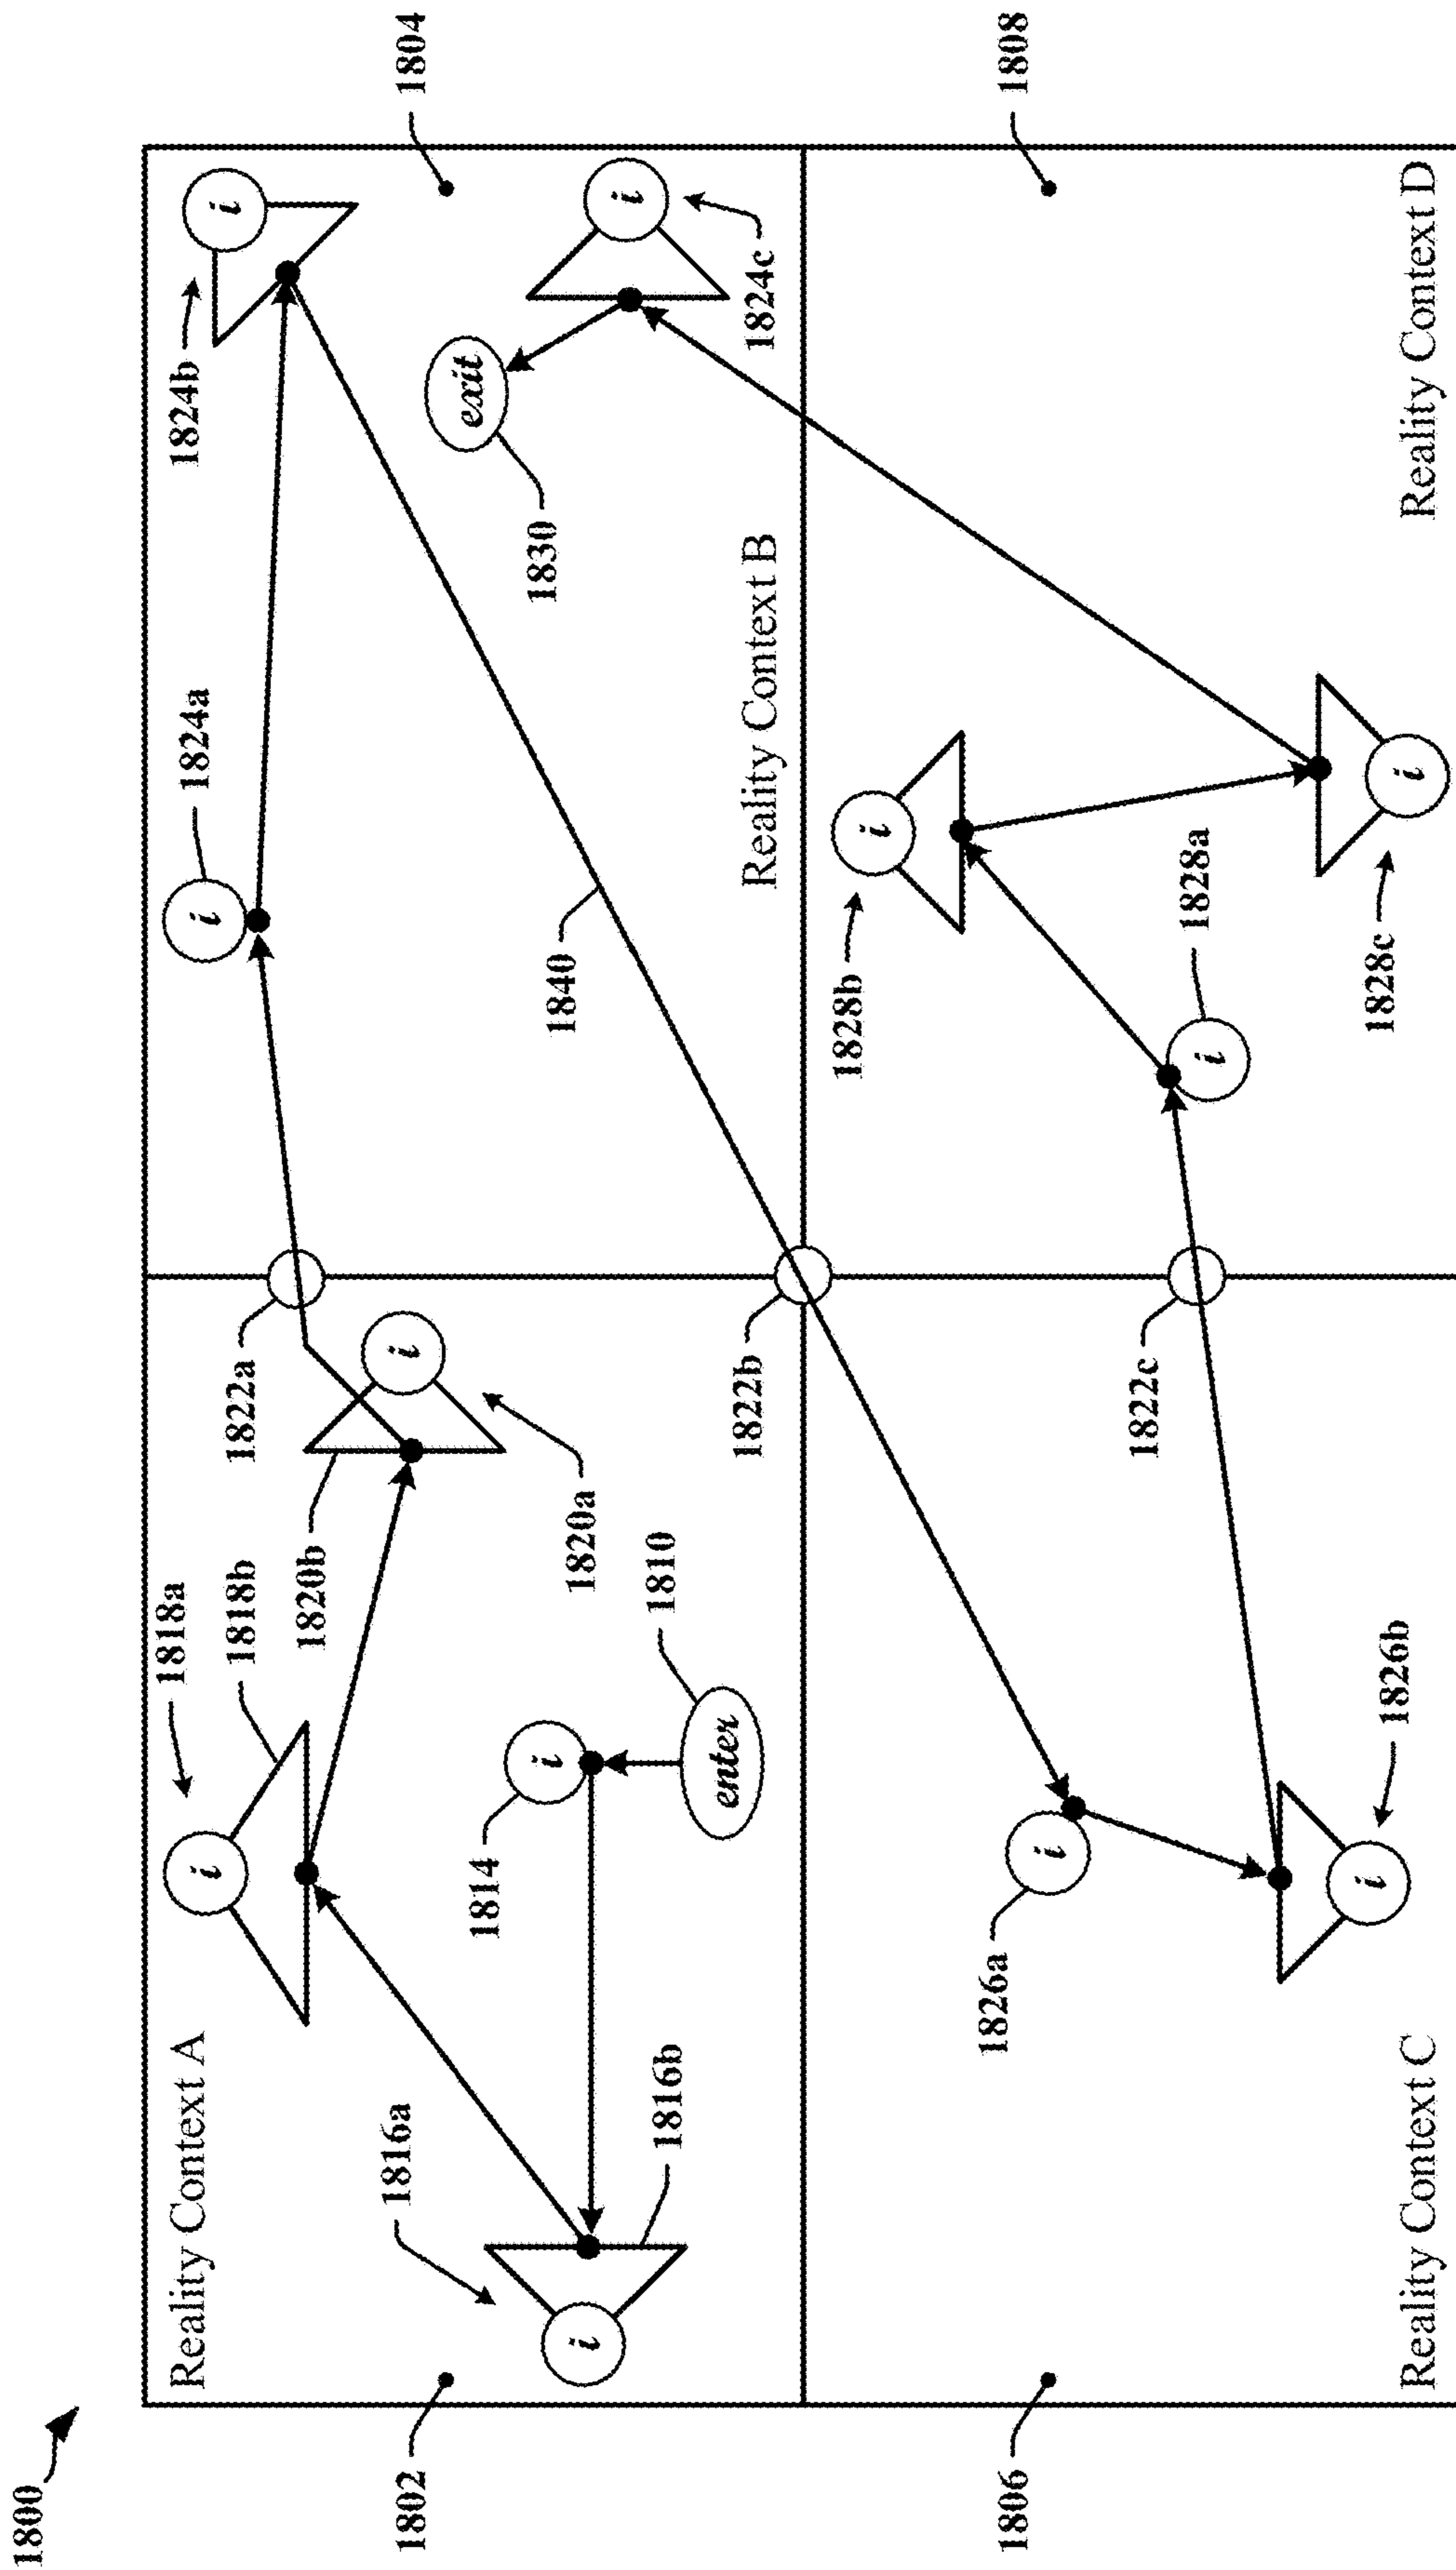 1800
1802
1804
1806
1808
Reality Context A
1816a
1816b
i
1818a
1818b
i
1814
i
1810
enter
1820a
1820b
i
1822a
1824a
i
1824b
i
1824c
i
1830
exit
1840
Reality Context B
1822b
1826a
i
1826b
i
Reality Context C
1822c
1828a
i
1828b
i
1828c
i
Reality Context D